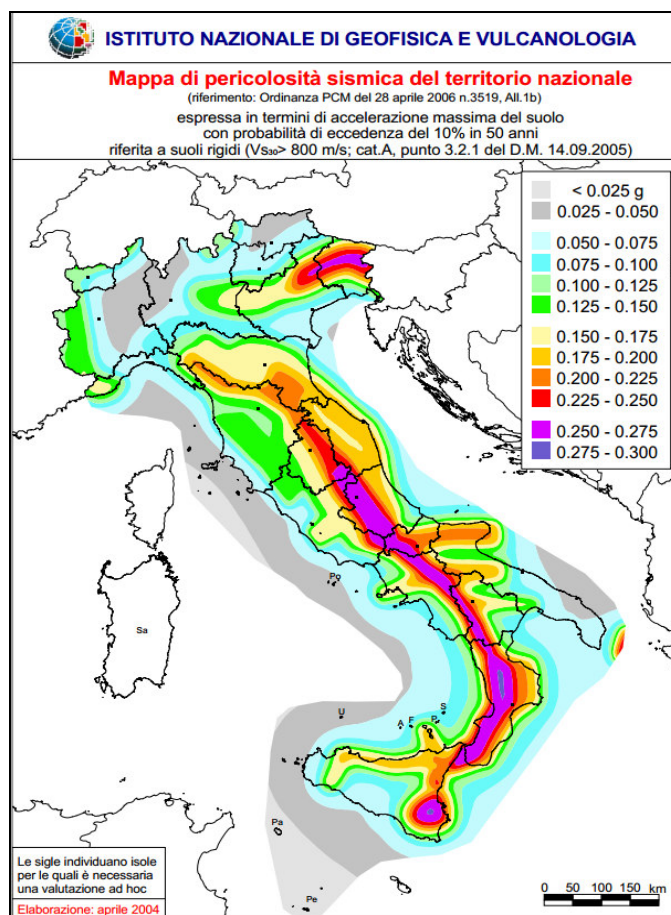 ISTITUTO NAZIONALE DI GEOFISICA E VULCANOLOGIA
Mappa di pericolosità sismica del territorio nazionale
(riferimento: Ordinanza PCM del 28 aprile 2006 n.3519, All.1b)
espressa in termini di accelerazione massima del suolo
con probabilità di eccedenza del 10% in 50 anni
riferita a suoli rigidi (Vs30> 800 m/s; cat.A, punto 3.2.1 del D.M. 14.09.2005)
< 0.025 g
0.025 - 0.050
0.050 - 0.075
0.075 - 0.100
0.100 - 0.125
0.125 - 0.150
0.150 - 0.175
0.175 - 0.200
0.200 - 0.225
0.225 - 0.250
0.250 - 0.275
0.275 - 0.300
Po
Sa
U
A
F
P
S
Pa
Pe
Le sigle individuano isole
per le quali è necessaria
una valutazione ad hoc
Elaborazione: aprile 2004
0 50 100 150 km